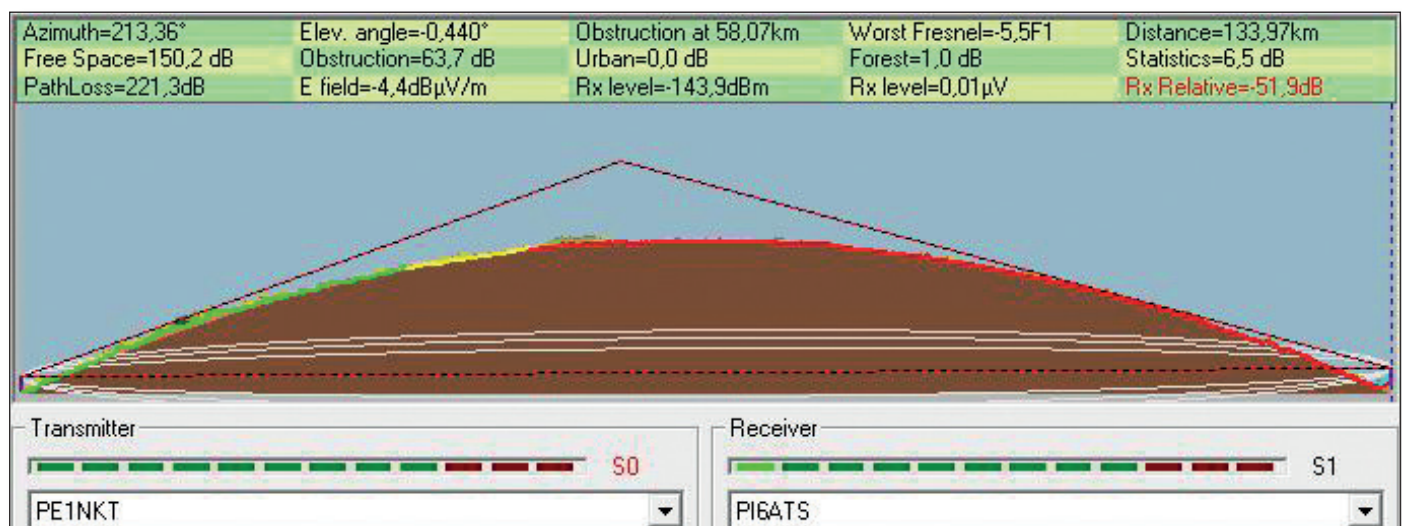 Azimuth=213,36° Elev. angle=-0,440° Obstruction at 58,07km Worst Fresnel=-5,5F1 Distance=133,97km
Free Space=150,2 dB Obstruction=63,7 dB Urban=0,0 dB Forest=1,0 dB Statistics=6,5 dB
PathLoss=221,3dB E field=-4,4dBµV/m Rx level=-143,9dBm Rx level=0,01µV Rx Relative=-51,9dB
Transmitter Receiver
S0 S1
PE1NKT PI6ATS